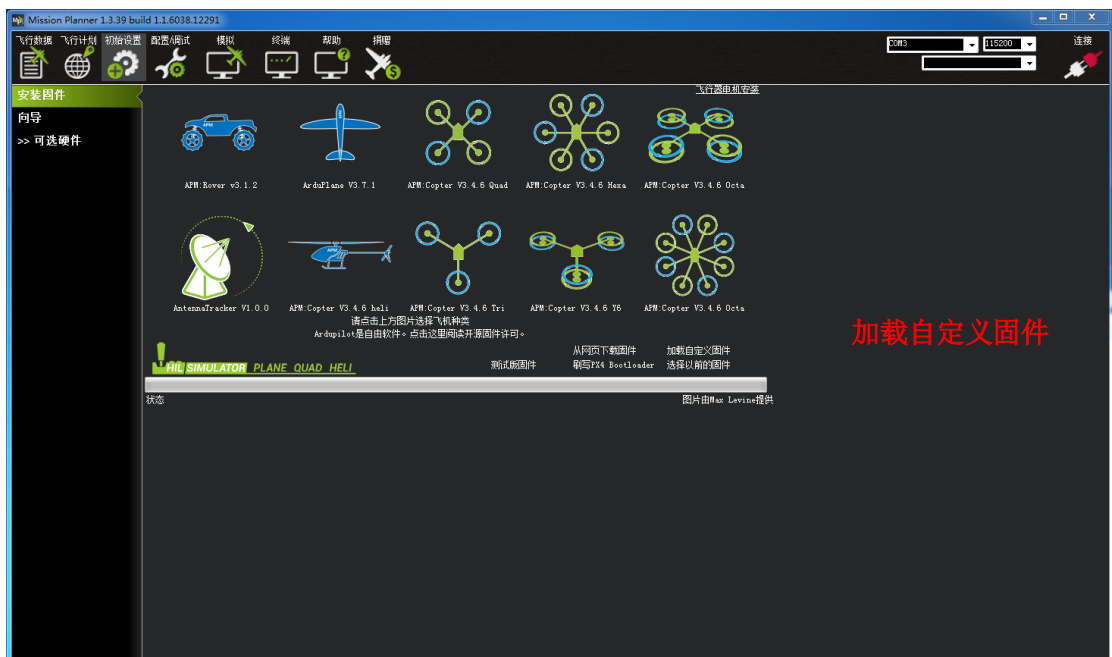 Mission Planner 1.3.39 build 1.1.6038.12291
飞行数据 飞行计划 初始设置 配置/调试 模拟 终端 帮助 捐赠
COM3 115200 连接
安装固件
向导
>> 可选硬件
飞行器电机安装
APM:Rover v3.1.2 ArduPlane V3.7.1 APM:Copter V3.4.6 Quad APM:Copter V3.4.6 Hexa APM:Copter V3.4.6 Octa
AntennaTracker V1.0.0 APM:Copter V3.4.6 heli APM:Copter V3.4.6 Tri APM:Copter V3.4.6 Y6 APM:Copter V3.4.6 Octa
请点击上方图片选择飞机种类
Ardupilot是自由软件。点击这里阅读开源固件许可。
加载自定义固件
从网页下载固件 加载自定义固件
HIL SIMULATOR PLANE QUAD HELI
测试版固件 刷写PX4 Bootloader 选择以前的固件
状态 图片由Max Levine提供